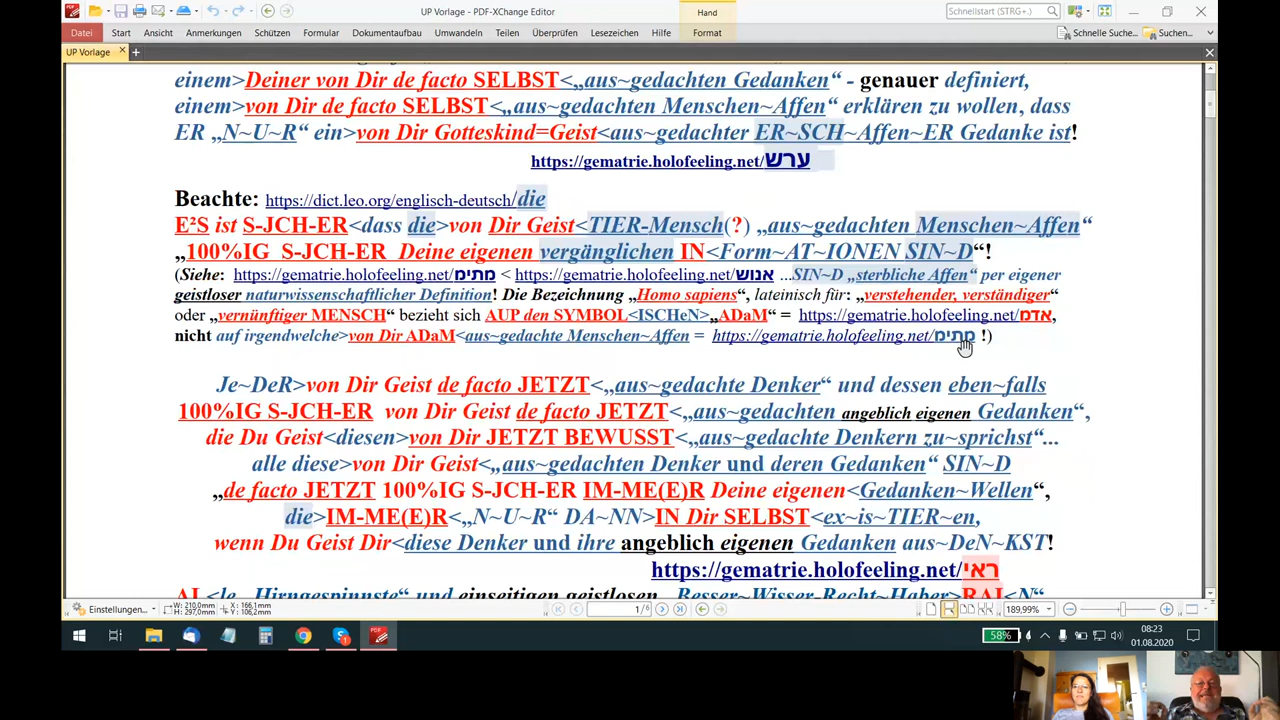 UP Vorlage - PDF-XChange Editor
Hand
Schnellstart (STRG+.)
Datei Start Ansicht Anmerkungen Schützen Formular Dokumentaufbau Umwandeln Teilen Überprüfen Lesezeichen Hilfe Format Schnelle Suche... Suchen...
UP Vorlage
einem>Deiner von Dir de facto SELBST<„aus~gedachten Gedanken“ - genauer definiert,
einem>von Dir de facto SELBST<„aus~gedachten Menschen~Affen“ erklären zu wollen, dass
ER „N~U~R“ ein>von Dir Gotteskind=Geist<aus~gedachter ER~SCH~Affen~ER Gedanke ist!
https://gematrie.holofeeling.net/ערש
Beachte: https://dict.leo.org/englisch-deutsch/die
E²S ist S-JCH-ER<dass die>von Dir Geist<TIER-Mensch(?) „aus~gedachten Menschen~Affen“
„100%IG S-JCH-ER Deine eigenen vergänglichen IN<Form~AT~IONEN SIN~D“!
(Siehe: https://gematrie.holofeeling.net/מתימ < https://gematrie.holofeeling.net/אנוש ...SIN~D „sterbliche Affen“ per eigener
geistloser naturwissenschaftlicher Definition! Die Bezeichnung „Homo sapiens“, lateinisch für: „verstehender, verständiger“
oder „vernünftiger MENSCH“ bezieht sich AUP den SYMBOL<ISCHeN>„ADaM“ = https://gematrie.holofeeling.net/אדמ,
nicht auf irgendwelche>von Dir ADaM<aus~gedachte Menschen~Affen = https://gematrie.holofeeling.net/מתימ !)
Je~DeR>von Dir Geist de facto JETZT<„aus~gedachte Denker“ und dessen eben~falls
100%IG S-JCH-ER von Dir Geist de facto JETZT<„aus~gedachten angeblich eigenen Gedanken“,
die Du Geist<diesen>von Dir JETZT BEWUSST<„aus~gedachte Denkern zu~sprichst“...
alle diese>von Dir Geist<„aus~gedachten Denker und deren Gedanken“ SIN~D
„de facto JETZT 100%IG S-JCH-ER IM-ME(E)R Deine eigenen<Gedanken~Wellen“,
die>IM-ME(E)R<„N~U~R“ DA~NN>IN Dir SELBST<ex~is~TIER~en,
wenn Du Geist Dir<diese Denker und ihre angeblich eigenen Gedanken aus~DeN~KST!
https://gematrie.holofeeling.net/ראי
Einstellungen... W: 210,0mm X: 166,1mm 1/6 189,99%
H: 297,0mm Y: 106,2mm
58% 08:23
01.08.2020